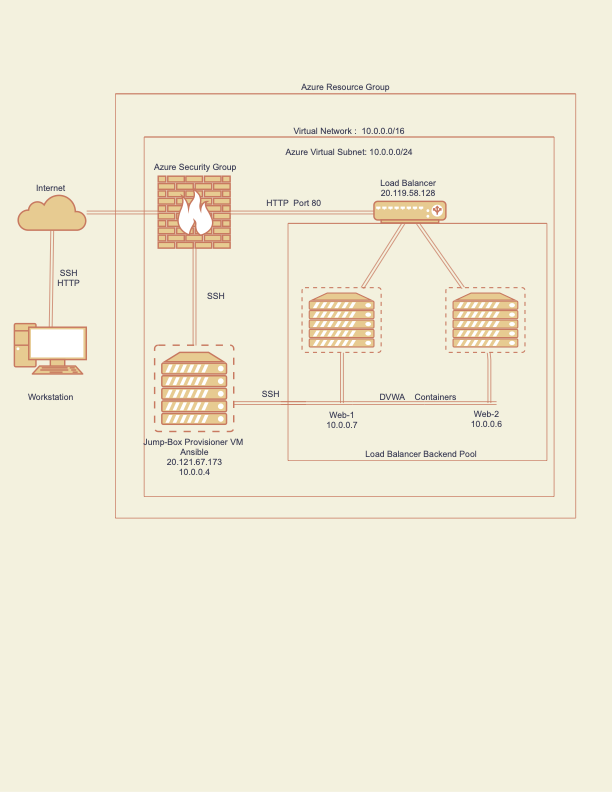 Azure Resource Group
Virtual Network :  10.0.0.0/16
Azure Virtual Subnet: 10.0.0.0/24
Azure Security Group
Internet
Load Balancer
20.119.58.128
HTTP  Port 80
SSH
HTTP
SSH
Workstation
SSH
DVWA    Containers
Web-1
10.0.0.7
Web-2
10.0.0.6
Jump-Box Provisioner VM
Ansible
20.121.67.173
10.0.0.4
Load Balancer Backend Pool